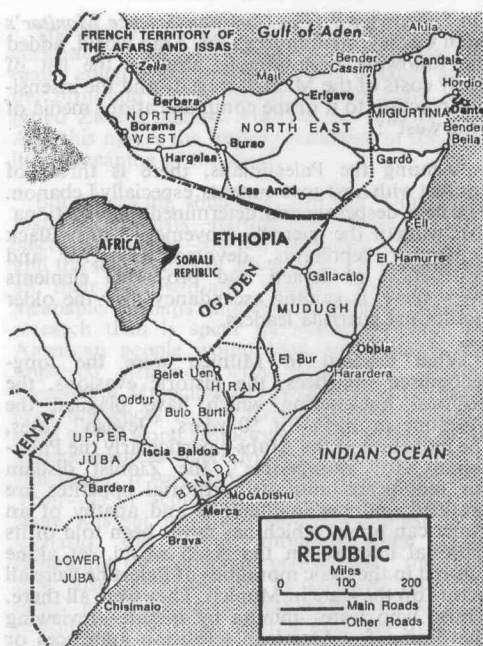 FRENCH TERRITORY OF
THE AFARS AND ISSAS
Gulf of Aden
Alula
Bender
Cassim
Candala
Zeila
Mait
Hordio
Berbera
Erigavo
Dante
NORTH
WEST
Borama
NORTH EAST
MIGIURTINIA
Burao
Bender
Beila
Hargeisa
Gardo
Las Anod
Eil
AFRICA
ETHIOPIA
SOMALI
REPUBLIC
El Hamurre
OGADEN
Gallacaio
MUDUGH
Obbia
El Bur
Belet Uen
HIRAN
Harardera
KENYA
Oddur
Bulo Burti
INDIAN OCEAN
UPPER
JUBA
Iscia Baidoa
BENADIR
Bardera
MOGADISHU
Merca
Brava
LOWER
JUBA
Chisimaio
SOMALI
REPUBLIC
Miles
100 200
Main Roads
Other Roads